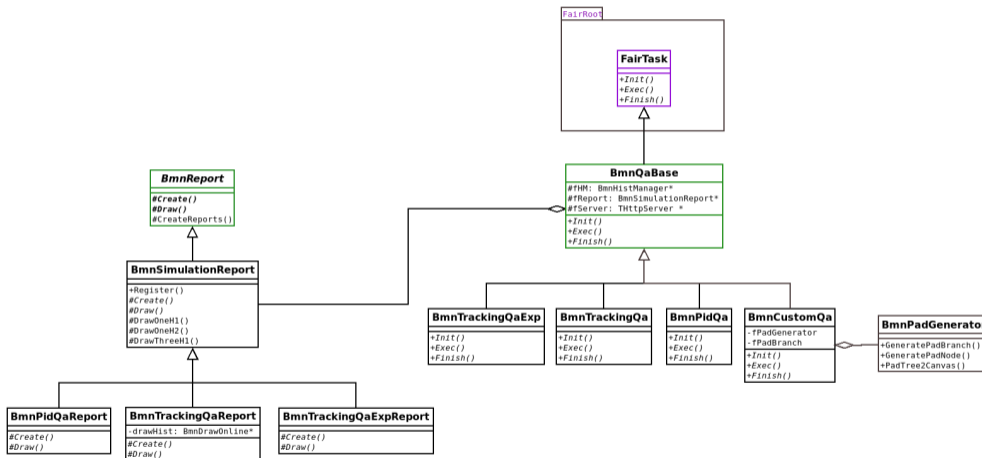 FairRoot
FairTask
+Init()
+Exec()
+Finish()
BmnQaBase
#fHM: BmnHistManager*
#fReport: BmnSimulationReport*
#fServer: THttpServer *
+Init()
+Exec()
+Finish()
BmnReport
#Create()
#Draw()
#CreateReports()
BmnSimulationReport
+Register()
#Create()
#Draw()
#DrawOneH1()
#DrawOneH2()
#DrawThreeH1()
BmnTrackingQaExp
+Init()
+Exec()
+Finish()
BmnTrackingQa
+Init()
+Exec()
+Finish()
BmnPidQa
+Init()
+Exec()
+Finish()
BmnCustomQa
-fPadGenerator
-fPadBranch
+Init()
+Exec()
+Finish()
BmnPadGenerator
+GeneratePadBranch()
+GeneratePadNode()
+PadTree2Canvas()
BmnPidQaReport
#Create()
#Draw()
BmnTrackingQaReport
-drawHist: BmnDrawOnline*
#Create()
#Draw()
BmnTrackingQaExpReport
#Create()
#Draw()